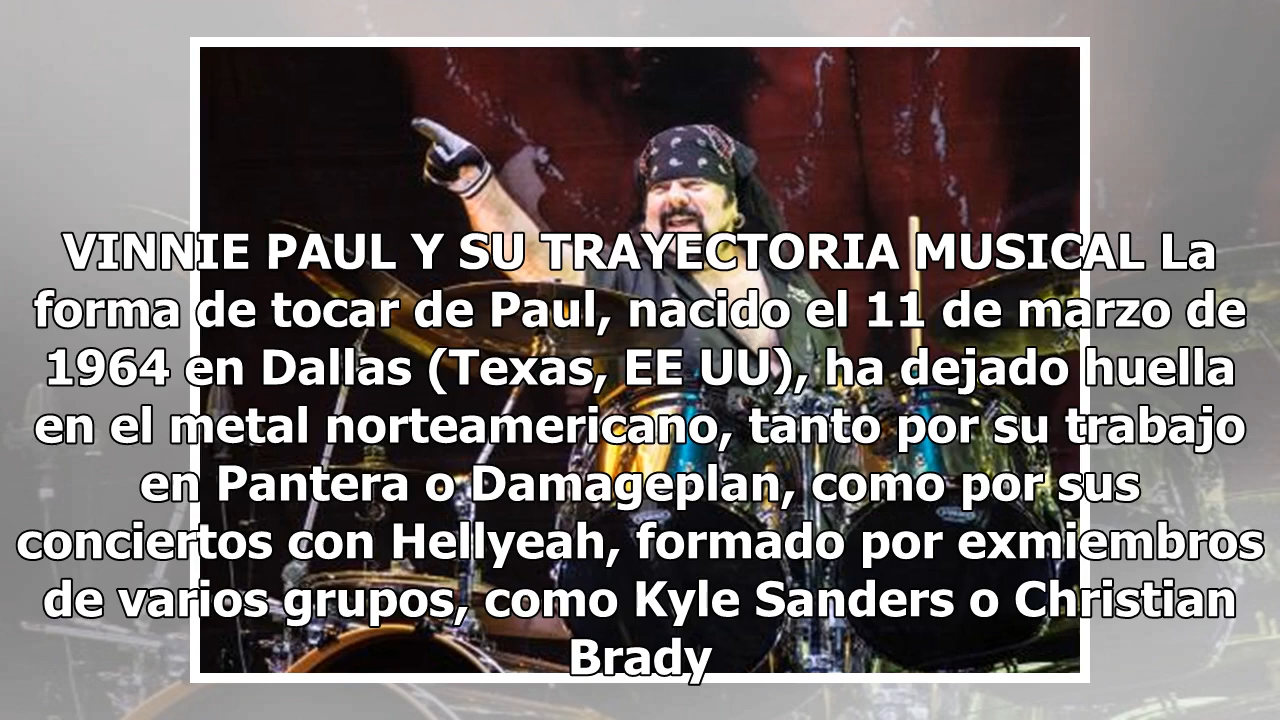 VINNIE PAUL Y SU TRAYECTORIA MUSICAL La
forma de tocar de Paul, nacido el 11 de marzo de
1964 en Dallas (Texas, EE UU), ha dejado huella
en el metal norteamericano, tanto por su trabajo
en Pantera o Damageplan, como por sus
conciertos con Hellyeah, formado por exmiembros
de varios grupos, como Kyle Sanders o Christian
Brady